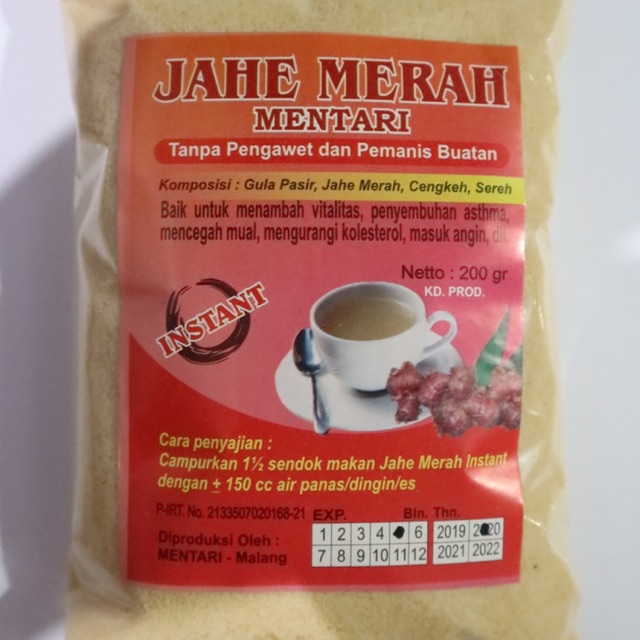 JAHE MERAH
MENTARI
Tanpa Pengawet dan Pemanis Buatan
Komposisi : Gula Pasir, Jahe Merah, Cengkeh, Sereh
Baik untuk menambah vitalitas, penyembuhan asthma,
mencegah mual, mengurangi kolesterol, masuk angin, dll.
Netto : 200 gr
KD. PROD.
INSTANT
Cara penyajian :
Campurkan 1½ sendok makan Jahe Merah Instant
dengan ± 150 cc air panas/dingin/es
P-IRT. No. 2133507020168-21 EXP. Bln. Thn.
1 2 3 4 6 2019
Diproduksi Oleh : 7 8 9 10 11 12 2021 2022
MENTARI - Malang